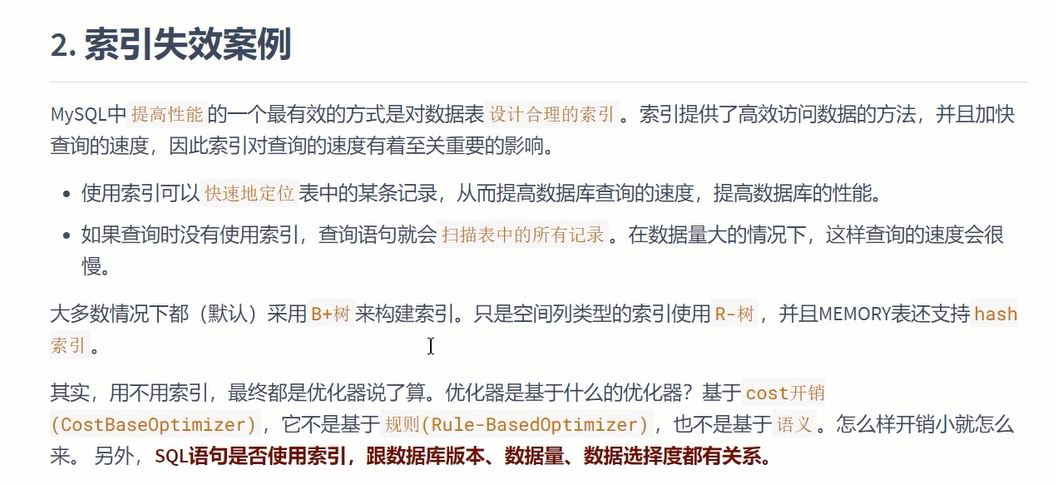 2. 索引失效案例
MySQL中提高性能的一个最有效的方式是对数据表设计合理的索引。索引提供了高效访问数据的方法，并且加快
查询的速度，因此索引对查询的速度有着至关重要的影响。
• 使用索引可以快速地定位表中的某条记录，从而提高数据库查询的速度，提高数据库的性能。
• 如果查询时没有使用索引，查询语句就会扫描表中的所有记录。在数据量大的情况下，这样查询的速度会很
慢。
大多数情况下都（默认）采用B+树来构建索引。只是空间列类型的索引使用R-树，并且MEMORY表还支持hash
索引。
其实，用不用索引，最终都是优化器说了算。优化器是基于什么的优化器？基于cost开销
(CostBaseOptimizer)，它不是基于规则(Rule-BasedOptimizer)，也不是基于语义。怎么样开销小就怎么
来。 另外，SQL语句是否使用索引，跟数据库版本、数据量、数据选择度都有关系。